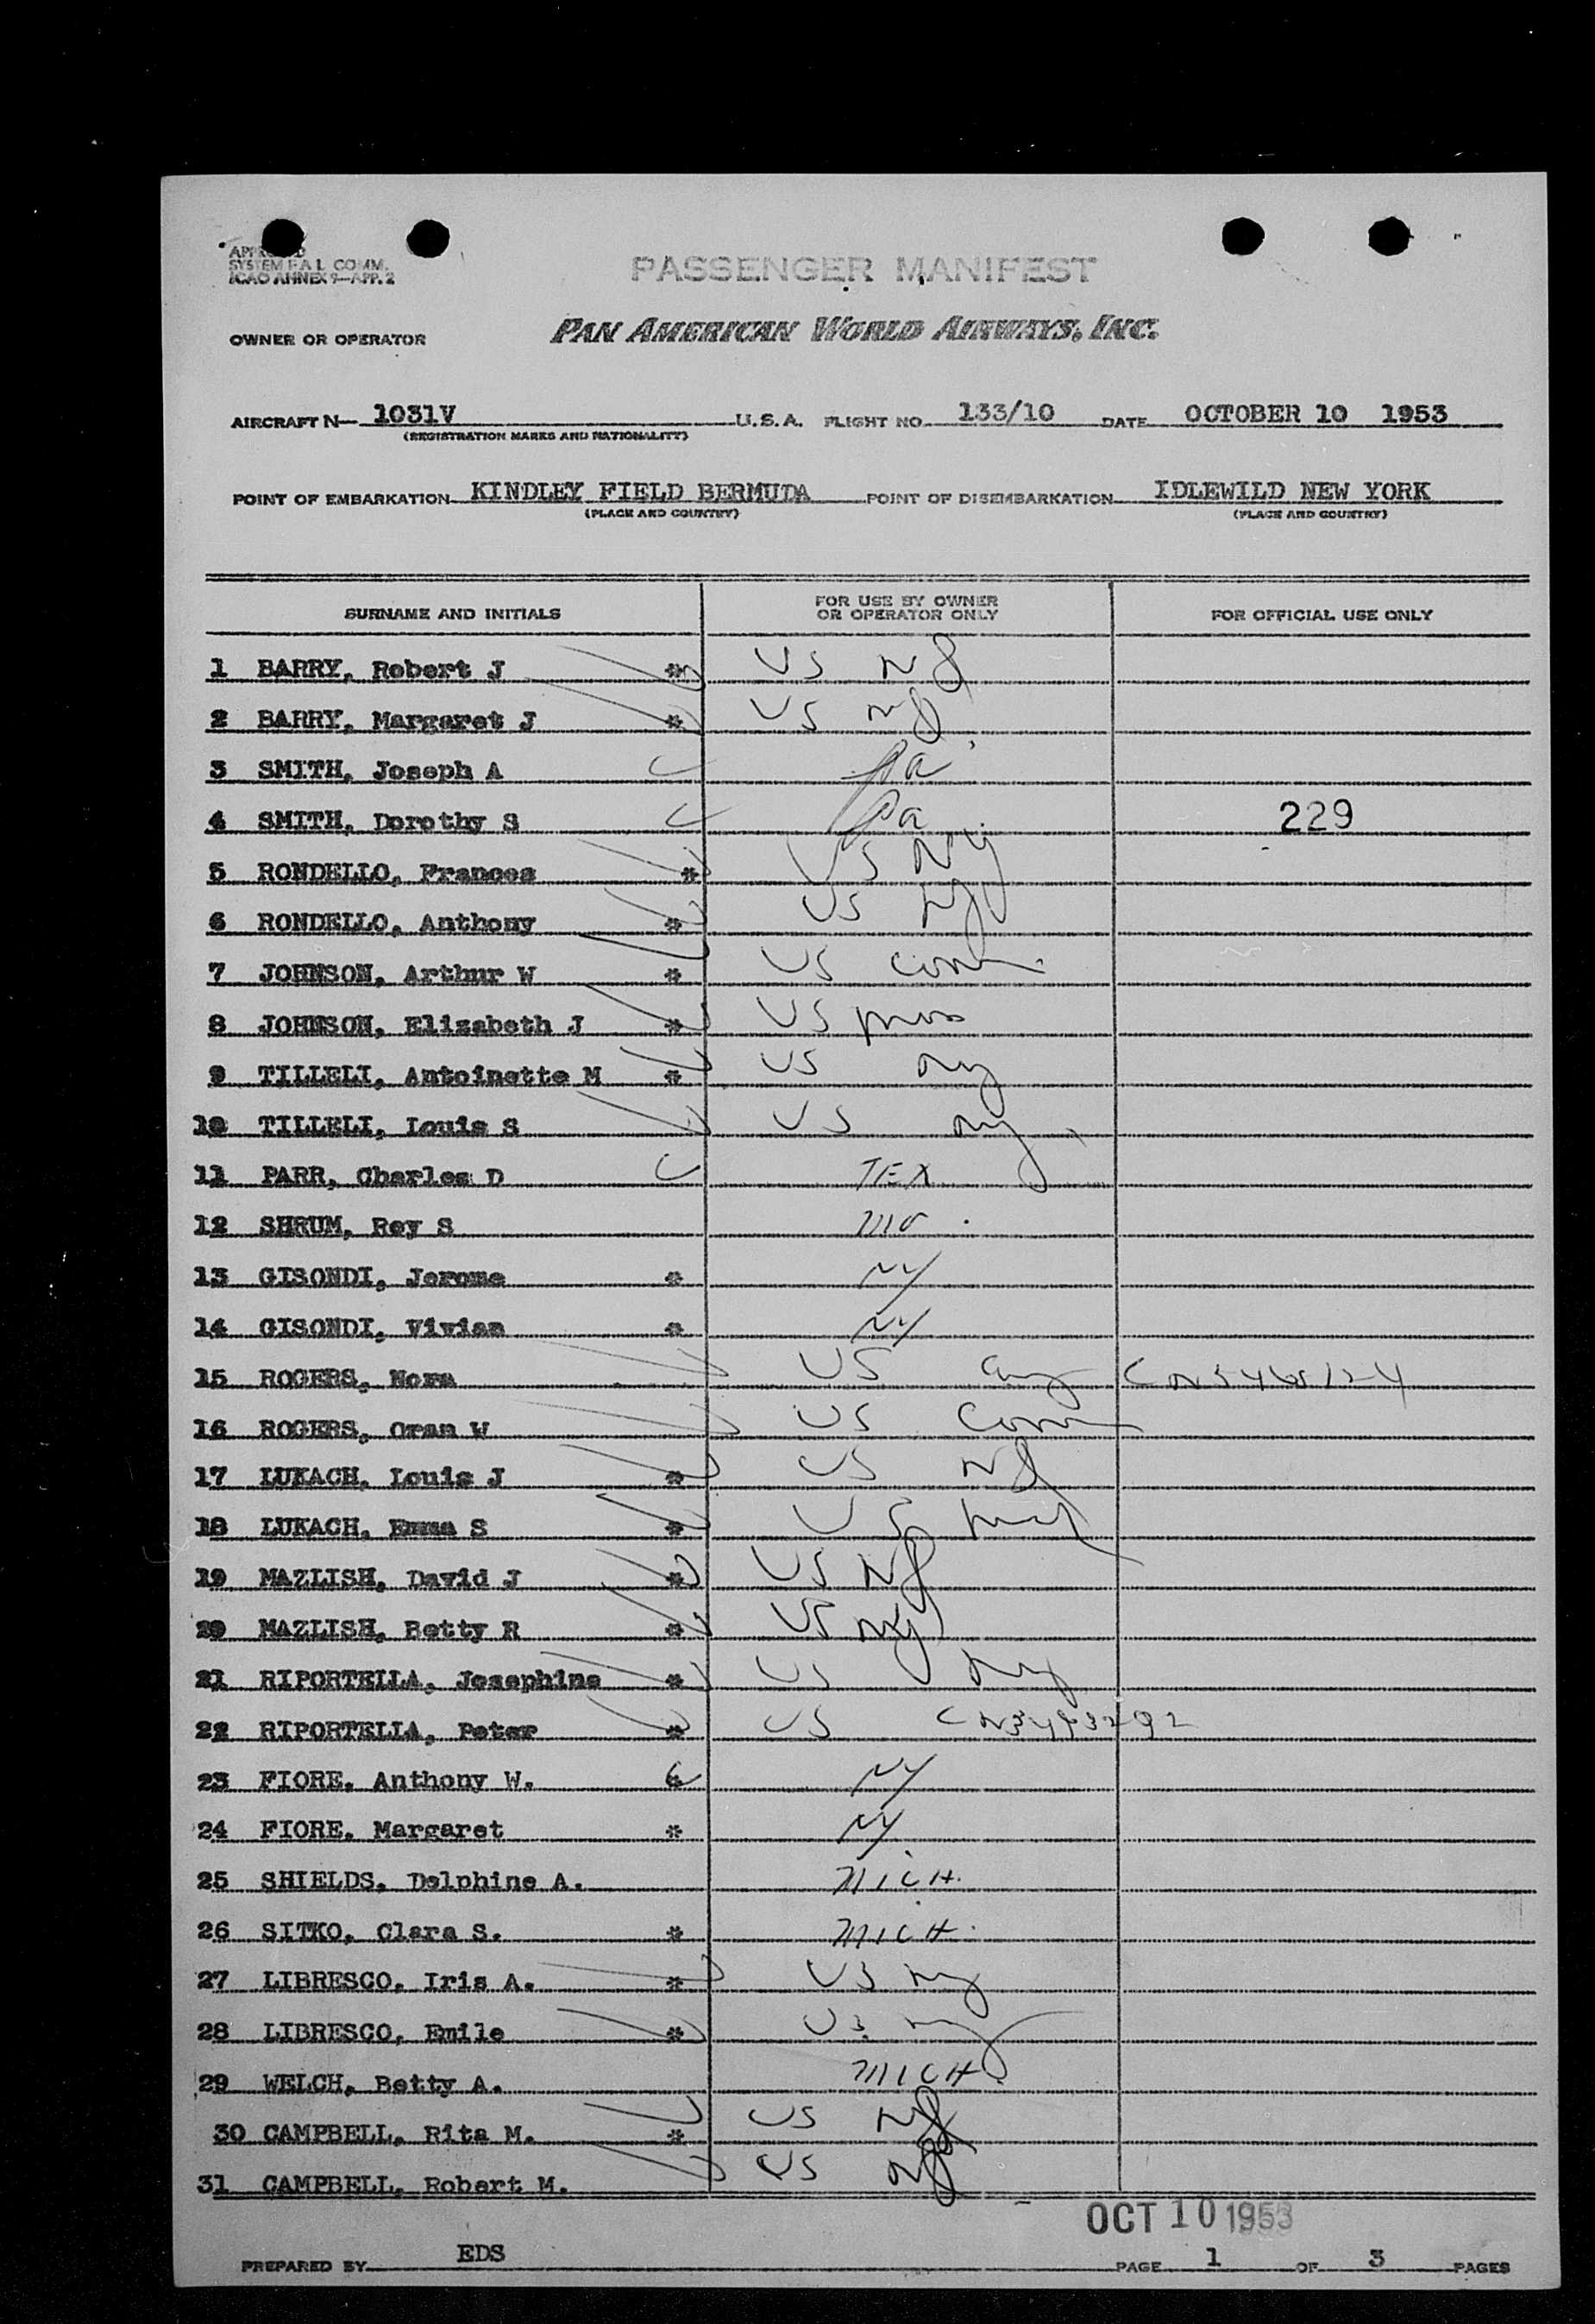 APPROVED
SYSTEM F.A.L. COMM.
ICAO ANNEX 9—APP. 2
PASSENGER MANIFEST
OWNER OR OPERATOR PAN AMERICAN WORLD AIRWAYS, INC.
AIRCRAFT N— 1031V U.S.A. FLIGHT NO. 133/10 DATE OCTOBER 10 1953
(REGISTRATION MARKS AND NATIONALITY)
POINT OF EMBARKATION KINDLEY FIELD BERMUDA POINT OF DISEMBARKATION IDLEWILD NEW YORK
(PLACE AND COUNTRY) (PLACE AND COUNTRY)
SURNAME AND INITIALS FOR USE BY OWNER OR OPERATOR ONLY FOR OFFICIAL USE ONLY
1 BARRY, Robert J * US NJ
2 BARRY, Margaret J * US NJ
3 SMITH, Joseph A Pa
4 SMITH, Dorothy S Pa 229
5 RONDELLO, Frances * US NY
6 RONDELLO, Anthony * US NY
7 JOHNSON, Arthur W * US Conn
8 JOHNSON, Elizabeth J * US Mass
9 TILLELI, Antoinette M * US NY
10 TILLELI, Louis S US NY
11 PARR, Charles D TEX
12 SHRUM, Roy S MO.
13 GISONDI, Jerome * NY
14 GISONDI, Vivian * NY
15 ROGERS, Nora US
16 ROGERS, Oran W US Conn
17 LUKACH, Louis J * US NJ
18 LUKACH, Emma S * US
19 MAZLISH, David J * US NJ
20 MAZLISH, Betty R * US NY
21 RIPORTELLA, Josephine * US NY
22 RIPORTELLA, Peter * US
23 FIORE, Anthony W. * NY
24 FIORE, Margaret * NY
25 SHIELDS, Delphine A. MICH.
26 SITKO, Clara S. * MICH.
27 LIBRESCO, Iris A. * US NY
28 LIBRESCO, Emile * US NY
29 WELCH, Betty A. MICH.
30 CAMPBELL, Rita M. * US NJ
31 CAMPBELL, Robert M. US NJ
OCT 10 1953
PREPARED BY EDS PAGE 1 OF 3 PAGES